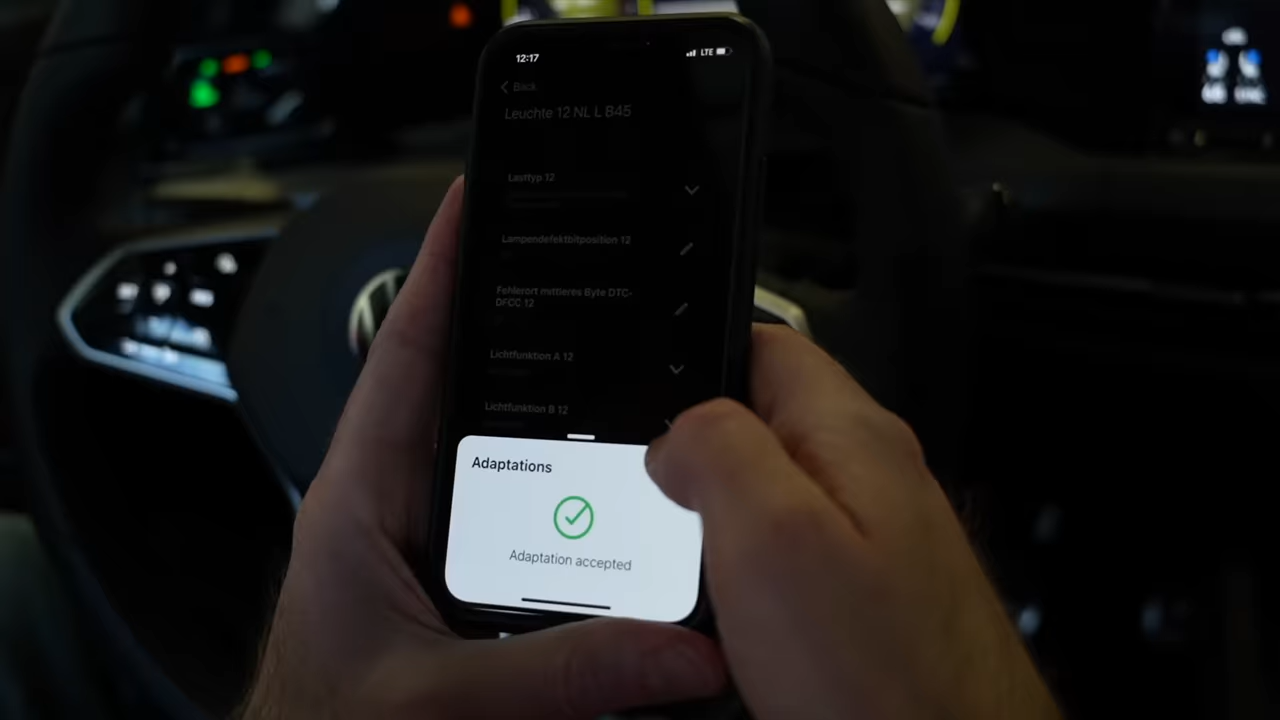 12:17
LTE
Back
Leuchte 12 NL L B45
Lasttyp 12
Lampendefektbitposition 12
Fehlerort mittleres Byte DTC-
DFCC 12
Lichtfunktion A 12
Lichtfunktion B 12
Adaptations
Adaptation accepted